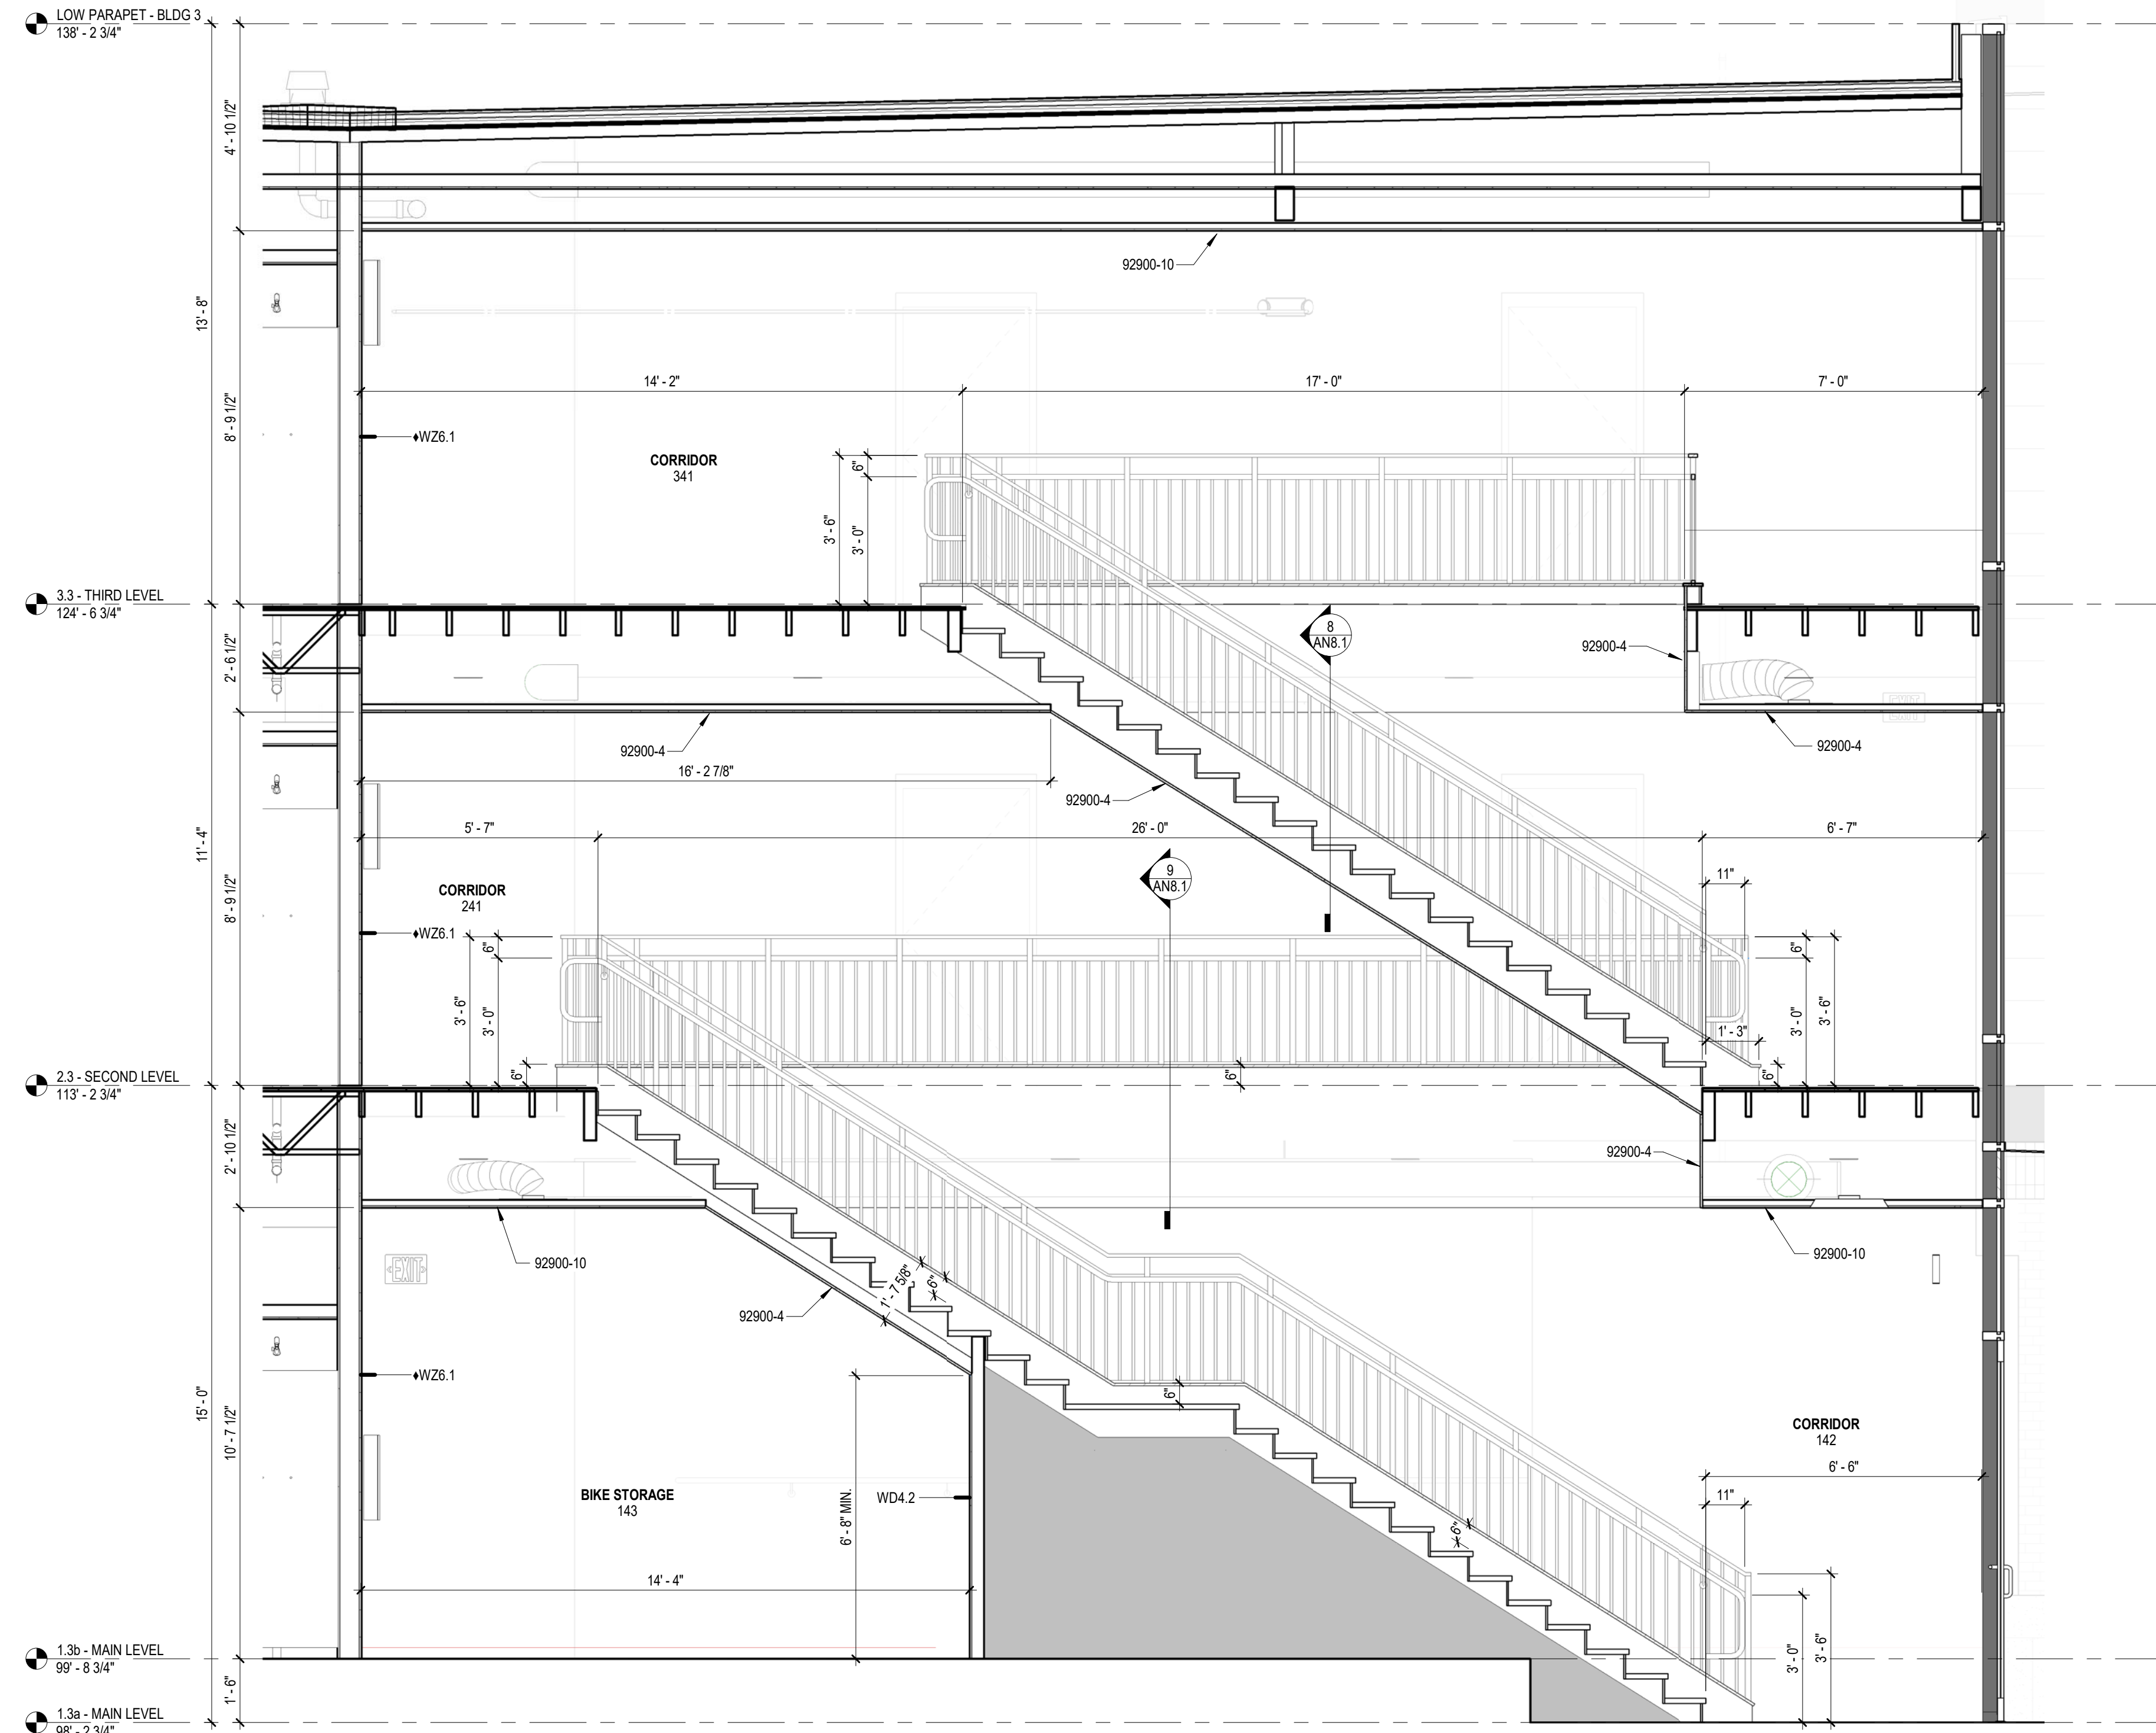 LOW PARAPET - BLDG 3
138' - 2 3/4"
4' - 10 1/2"
92900-10
13' - 8"
14' - 2"
17' - 0"
7' - 0"
8' - 9 1/2"
WZ6.1
CORRIDOR
341
6"
3' - 6"
3' - 0"
3.3 - THIRD LEVEL
124' - 6 3/4"
8
AN8.1
92900-4
2' - 6 1/2"
EXIT
92900-4
92900-4
16' - 2 7/8"
92900-4
5' - 7"
26' - 0"
6' - 7"
11' - 4"
9
AN8.1
11"
CORRIDOR
241
8' - 9 1/2"
WZ6.1
6"
6"
3' - 6"
3' - 0"
3' - 0"
3' - 6"
1' - 3"
6"
6"
6"
2.3 - SECOND LEVEL
113' - 2 3/4"
2' - 10 1/2"
92900-4
92900-10
92900-10
EXIT
1' - 7 5/8"
6"
92900-4
WZ6.1
6"
15' - 0"
10' - 7 1/2"
CORRIDOR
142
6' - 6"
BIKE STORAGE
143
WD4.2
11"
6' - 8" MIN.
6"
14' - 4"
3' - 0"
3' - 6"
1.3b - MAIN LEVEL
99' - 8 3/4"
1' - 6"
1.3a - MAIN LEVEL
98' - 2 3/4"